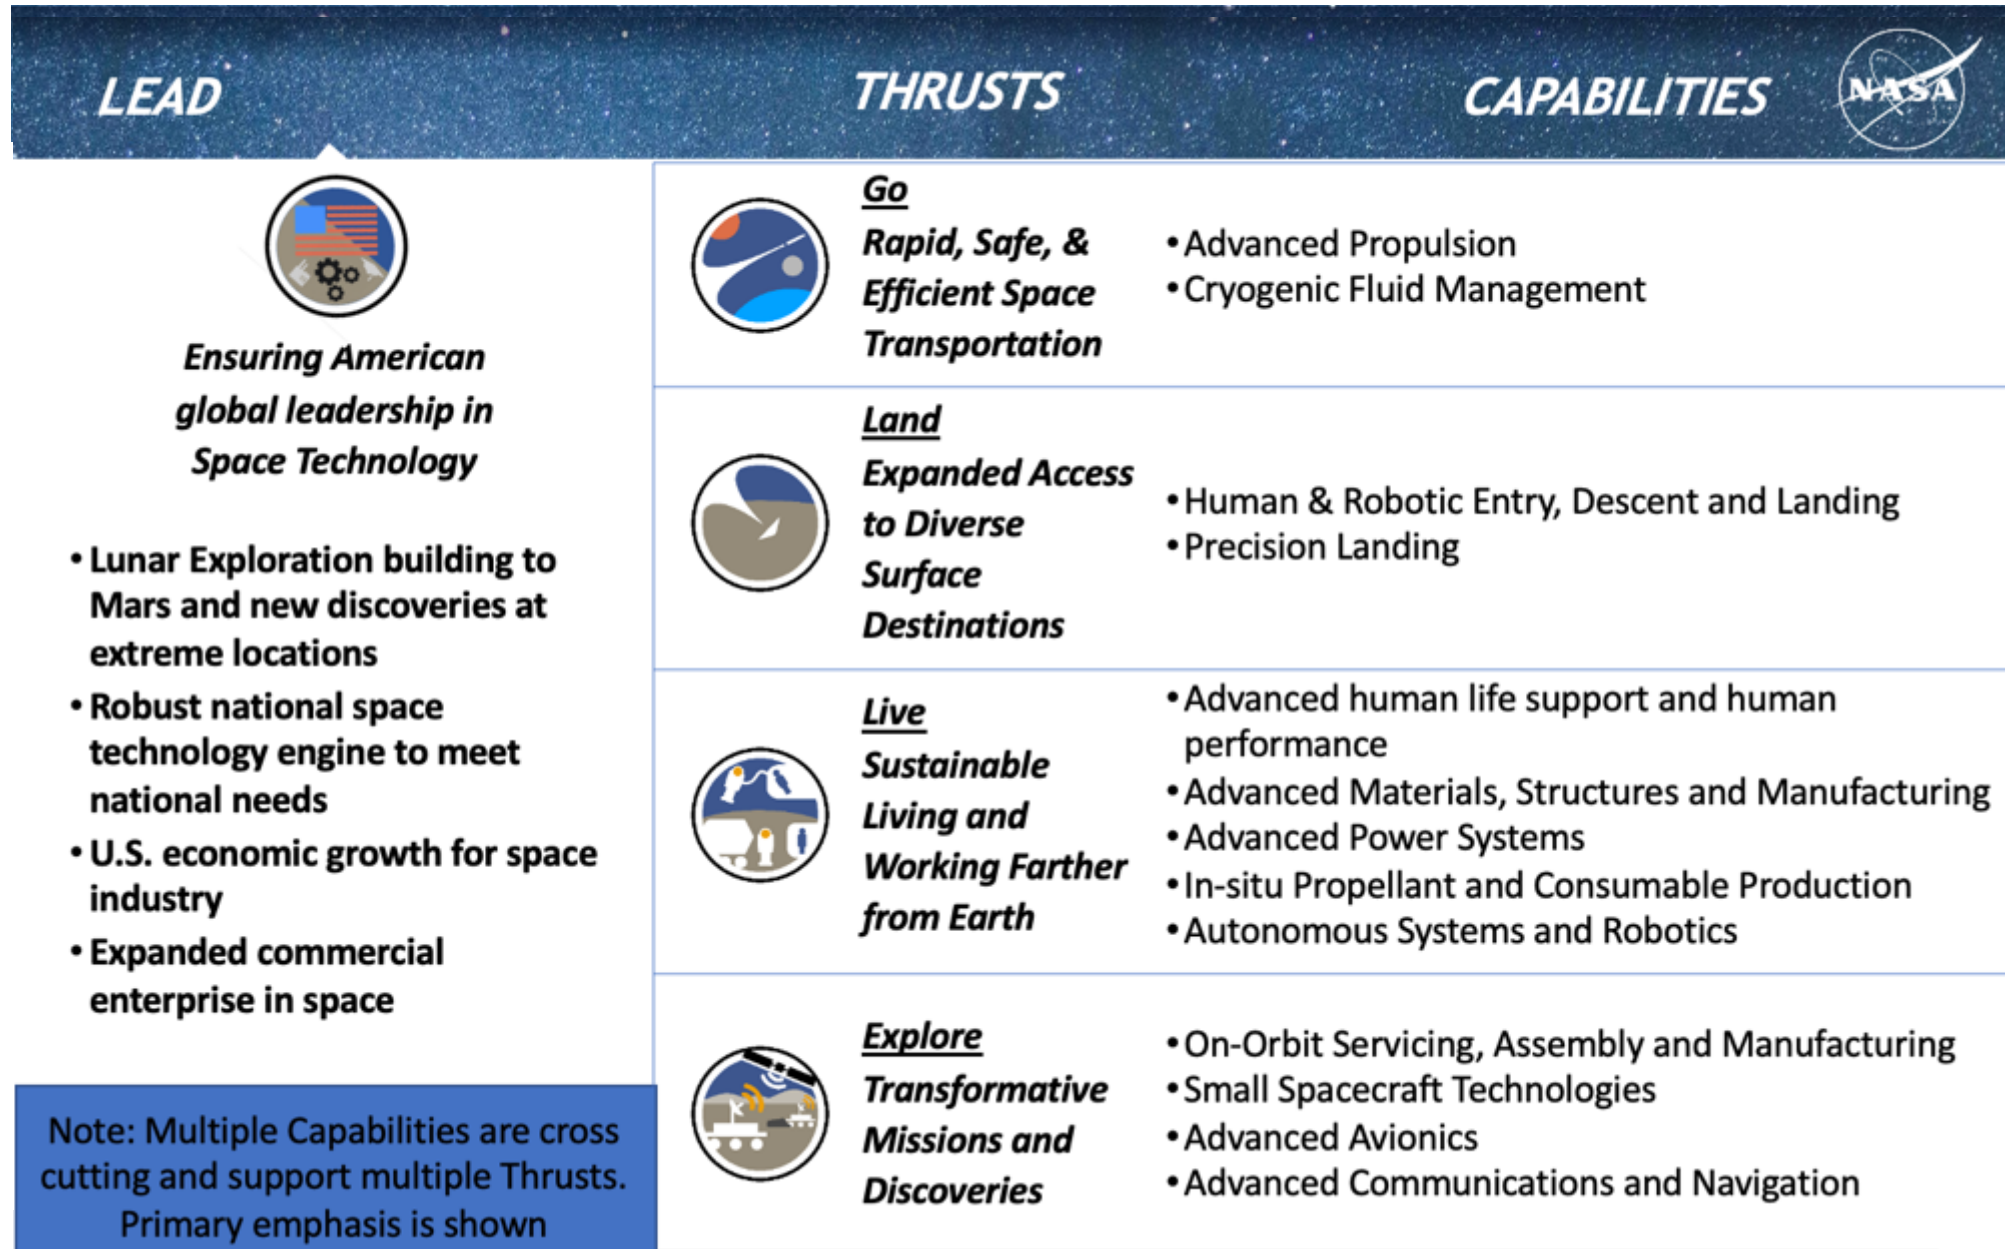 LEAD
THRUSTS
CAPABILITIES
NASA
Ensuring American
global leadership in
Space Technology
• Lunar Exploration building to
Mars and new discoveries at
extreme locations
• Robust national space
technology engine to meet
national needs
• U.S. economic growth for space
industry
• Expanded commercial
enterprise in space
Note: Multiple Capabilities are cross
cutting and support multiple Thrusts.
Primary emphasis is shown
Go
Rapid, Safe, &
Efficient Space
Transportation
• Advanced Propulsion
• Cryogenic Fluid Management
Land
Expanded Access
to Diverse
Surface
Destinations
• Human & Robotic Entry, Descent and Landing
• Precision Landing
Live
Sustainable
Living and
Working Farther
from Earth
• Advanced human life support and human
performance
• Advanced Materials, Structures and Manufacturing
• Advanced Power Systems
• In-situ Propellant and Consumable Production
• Autonomous Systems and Robotics
Explore
Transformative
Missions and
Discoveries
• On-Orbit Servicing, Assembly and Manufacturing
• Small Spacecraft Technologies
• Advanced Avionics
• Advanced Communications and Navigation